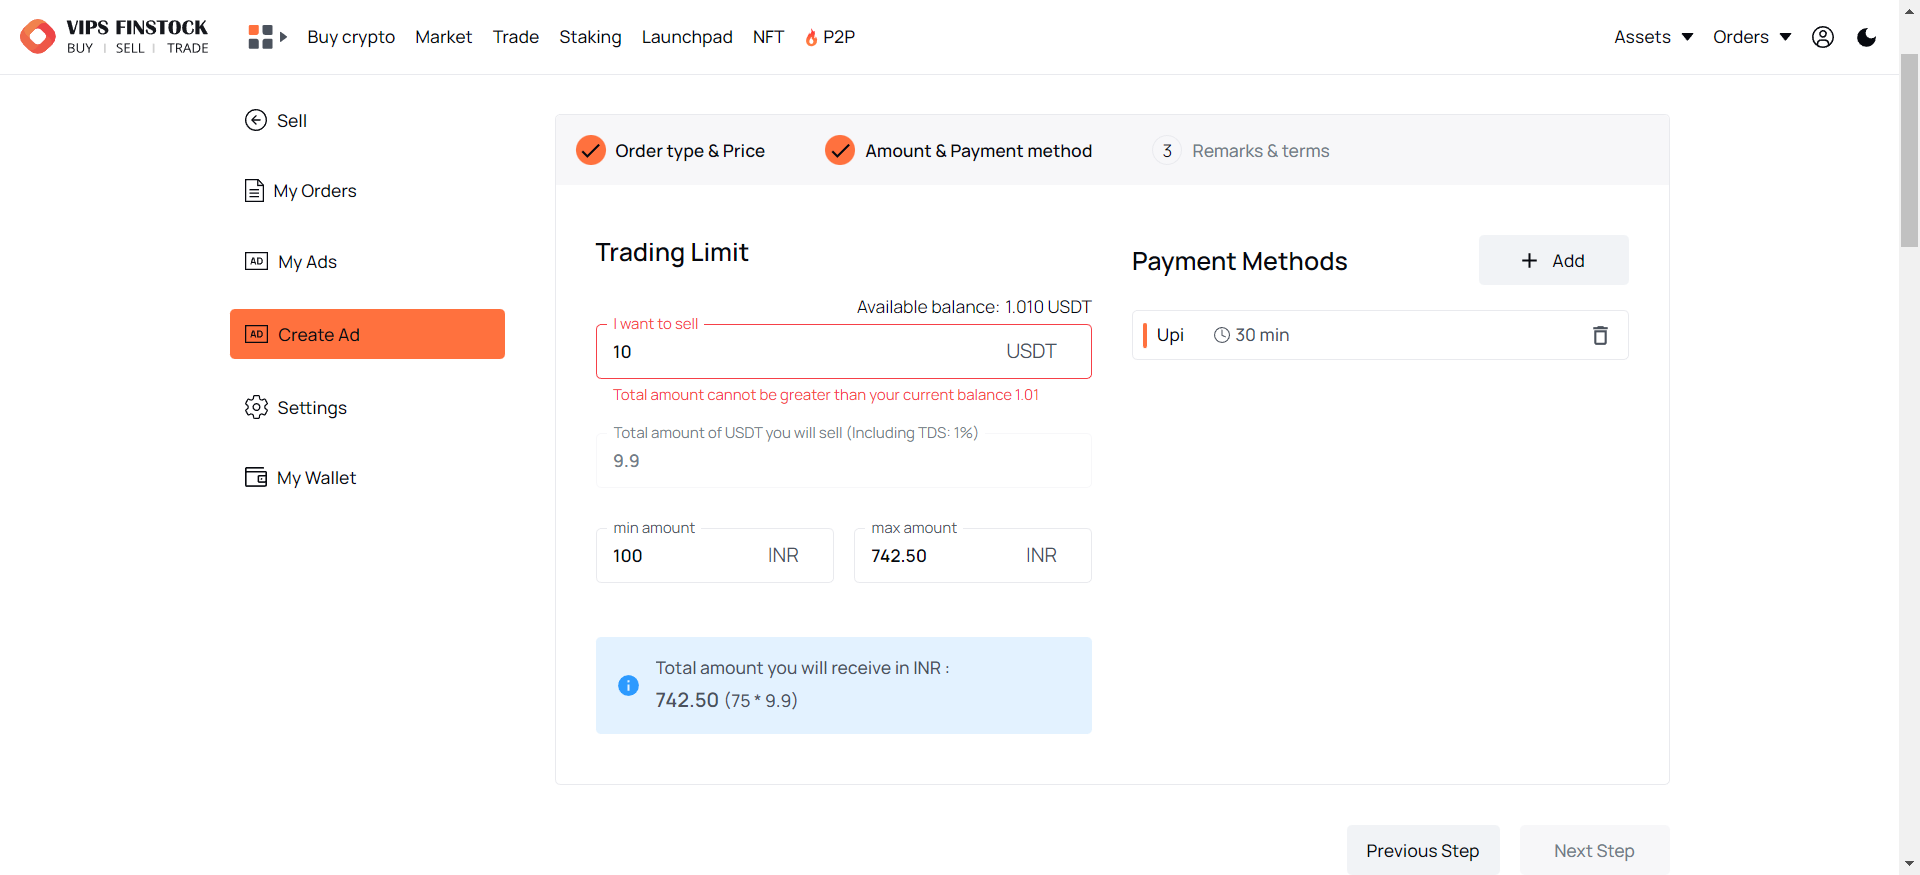 VIPS FINSTOCK
BUY | SELL | TRADE
Buy crypto Market Trade Staking Launchpad NFT P2P
Assets Orders
Sell
My Orders
AD My Ads
AD Create Ad
Settings
My Wallet
Order type & Price Amount & Payment method 3 Remarks & terms
Trading Limit
Available balance: 1.010 USDT
I want to sell
10 USDT
Total amount cannot be greater than your current balance 1.01
Total amount of USDT you will sell (Including TDS: 1%)
9.9
min amount max amount
100 INR 742.50 INR
Total amount you will receive in INR :
742.50 (75 * 9.9)
Payment Methods + Add
Upi 30 min
Previous Step Next Step